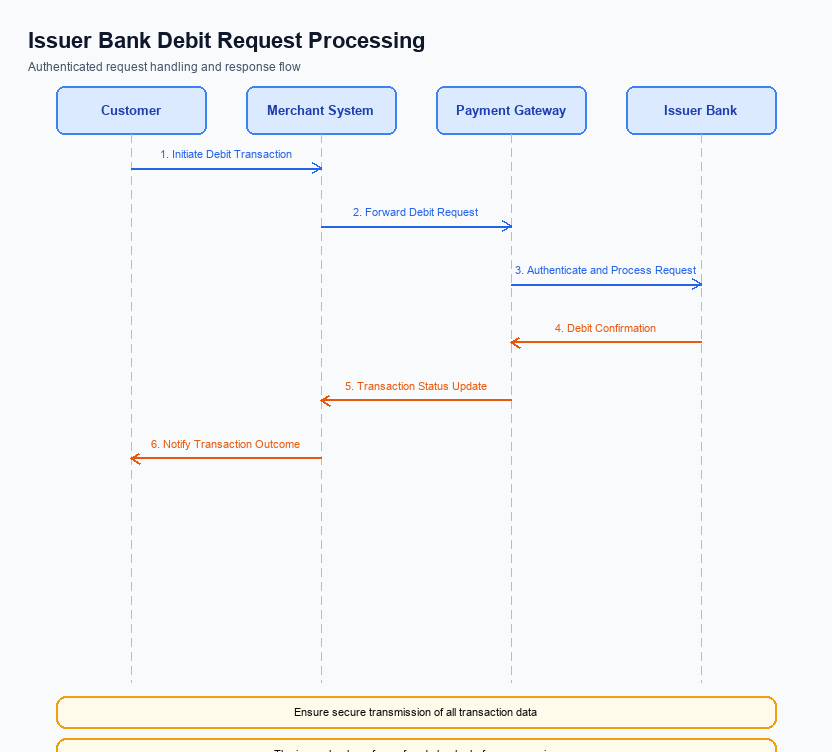 Issuer Bank Debit Request Processing
Authenticated request handling and response flow
Customer
Merchant System
Payment Gateway
Issuer Bank
1. Initiate Debit Transaction
2. Forward Debit Request
3. Authenticate and Process Request
4. Debit Confirmation
5. Transaction Status Update
6. Notify Transaction Outcome
Ensure secure transmission of all transaction data